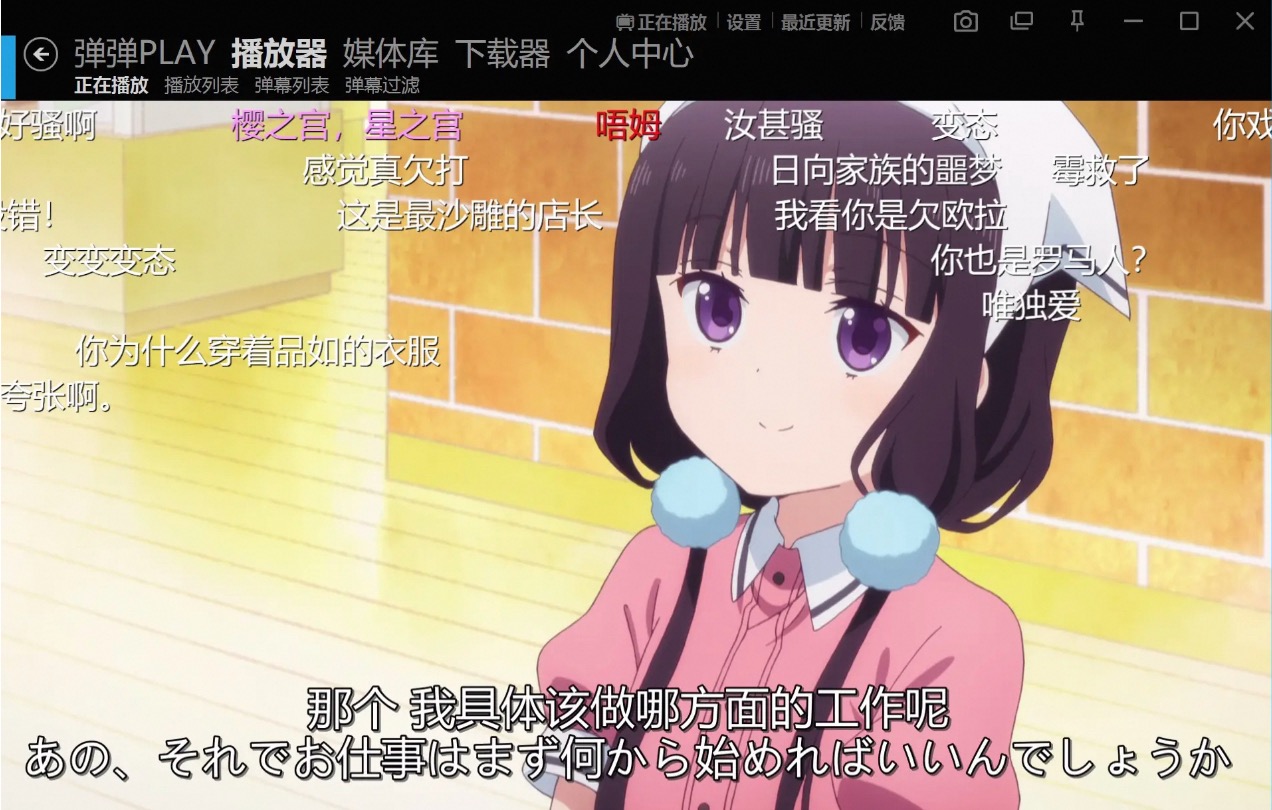 正在播放 设置 最近更新 反馈
弹弹PLAY 播放器 媒体库 下载器 个人中心
正在播放 播放列表 弹幕列表 弹幕过滤
好骚啊 樱之宫，星之宫 唔姆 汝甚骚 变态 你戏
感觉真欠打 日向家族的噩梦 霉救了
错！ 这是最沙雕的店长 我看你是欠欧拉
变变变态 你也是罗马人？
唯独爱
你为什么穿着品如的衣服
夸张啊。
那个 我具体该做哪方面的工作呢
あの、それでお仕事はまず何から始めればいいんでしょうか